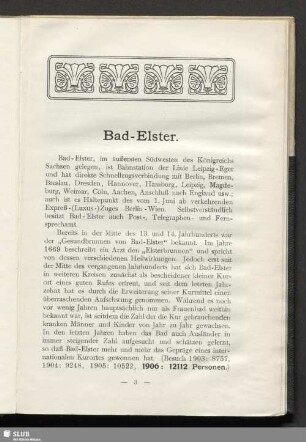 Bad-Elster.
Bad-Elster, im äußersten Südwesten des Königreichs
Sachsen gelegen, ist Bahnstation der Linie Leipzig-Eger
und hat direkte Schnellzugsverbindung mit Berlin, Bremen,
Breslau, Dresden, Hannover, Hamburg, Leipzig, Magde-
burg, Weimar, Cöln, Aachen, Anschluß nach England usw.;
auch ist es Haltepunkt des vom 1. Juni ab verkehrenden
Expreß-(Luxus-)Zuges Berlin-Wien. Selbstverständlich
besitzt Bad-Elster auch Post-, Telegraphen- und Fern-
sprechamt.
Bereits in der Mitte des 13. und 14. Jahrhunderts war
der „Gesundbrunnen von Bad-Elster“ bekannt. Im Jahre
1669 beschreibt ein Arzt den „Elsterbrunnen“ und spricht
von dessen verschiedenen Heilwirkungen. Jedoch erst seit
der Mitte des vergangenen Jahrhunderts hat sich Bad-Elster
in weiteren Kreisen zunächst als bescheidener kleiner Kur-
ort einen guten Rufes erfreut, und seit dem letzten Jahr-
zehnt hat es durch die Erweiterung seiner Kurmittel einen
überraschenden Aufschwung genommen. Während es noch
vor wenig Jahren hauptsächlich nur als Frauenbad weithin
bekannt war, ist seitdem die Zahl der die Kur gebrauchenden
kranken Männer und Kinder von Jahr zu Jahr gewachsen.
In den letzten Jahren haben das Bad auch Ausländer in
immer steigender Zahl aufgesucht und schätzen gelernt,
so daß Bad-Elster mehr und mehr das Gepräge eines inter-
nationalen Kurortes gewonnen hat (Besuch 1903: 8757,
1904: 9248, 1905: 10522, 1906: 12112 Personen.)
— 3 —
SLUB